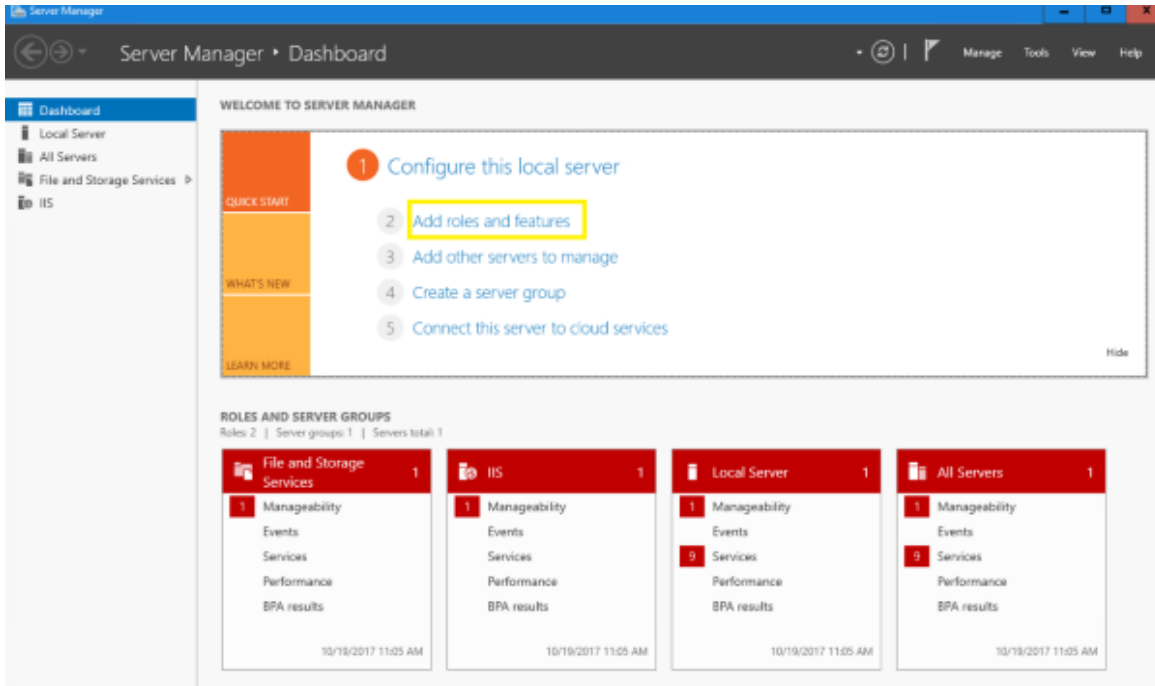 Server Manager
Server Manager • Dashboard
Manage Tools View Help
Dashboard
Local Server
All Servers
File and Storage Services
IIS
WELCOME TO SERVER MANAGER
QUICK START
WHAT'S NEW
LEARN MORE
1 Configure this local server
2 Add roles and features
3 Add other servers to manage
4 Create a server group
5 Connect this server to cloud services
Hide
ROLES AND SERVER GROUPS
Roles: 2 | Server groups: 1 | Servers total: 1
File and Storage
Services 1
1 Manageability
Events
Services
Performance
BPA results
10/19/2017 11:05 AM
IIS 1
1 Manageability
Events
Services
Performance
BPA results
10/19/2017 11:05 AM
Local Server 1
1 Manageability
Events
9 Services
Performance
BPA results
10/19/2017 11:05 AM
All Servers 1
1 Manageability
Events
9 Services
Performance
BPA results
10/19/2017 11:05 AM